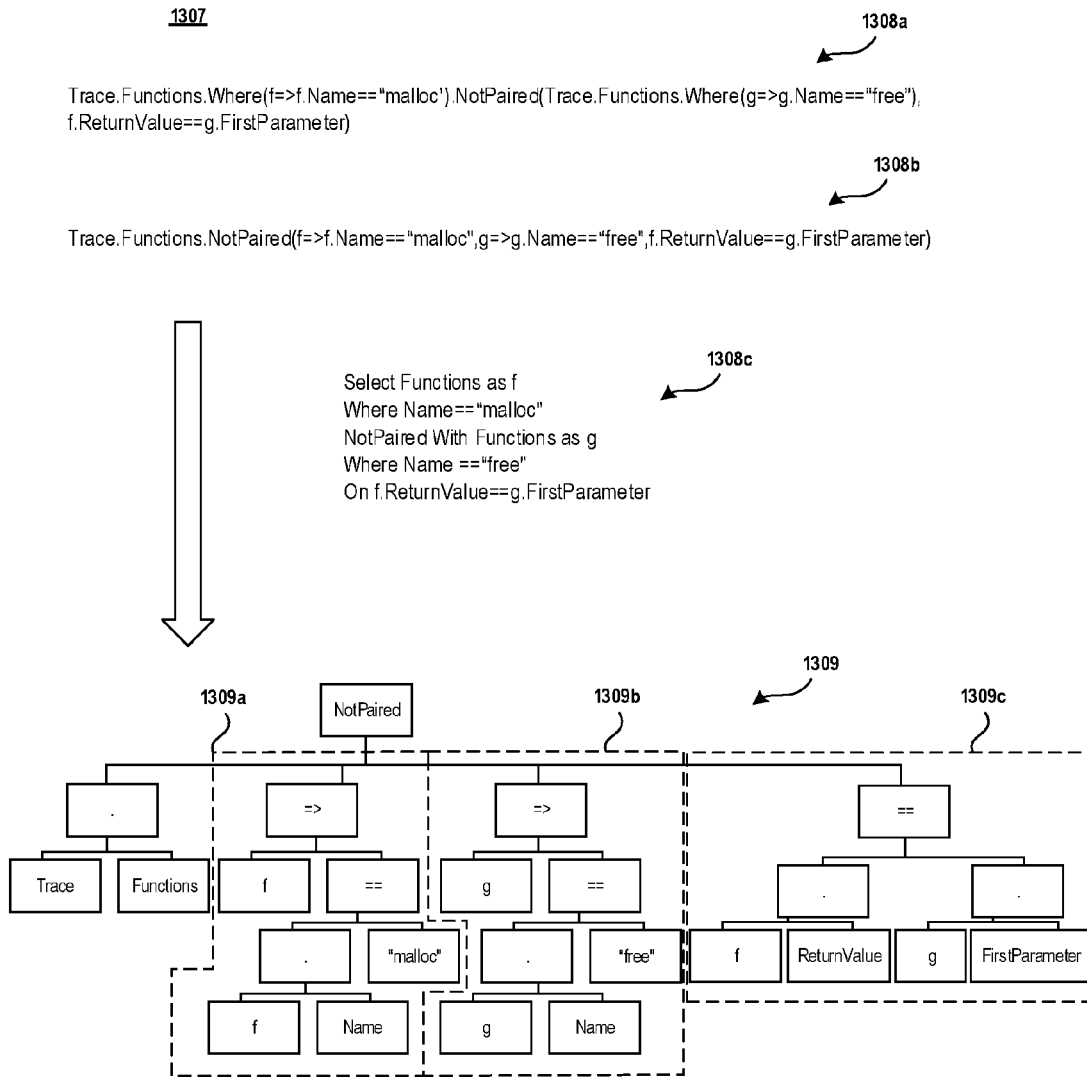 1307
1308a
Trace.Functions.Where(f=>f.Name==“malloc’).NotPaired(Trace.Functions.Where(g=>g.Name==“free”),
f.ReturnValue==g.FirstParameter)
1308b
Trace.Functions.NotPaired(f=>f.Name==“malloc”,g=>g.Name==“free”,f.ReturnValue==g.FirstParameter)
1308c
Select Functions as f
Where Name==“malloc”
NotPaired With Functions as g
Where Name ==“free”
On f.ReturnValue==g.FirstParameter
1309
1309a 1309b 1309c
NotPaired
. => => ==
Trace Functions f == g == . .
. "malloc" . "free" f ReturnValue g FirstParameter
f Name g Name